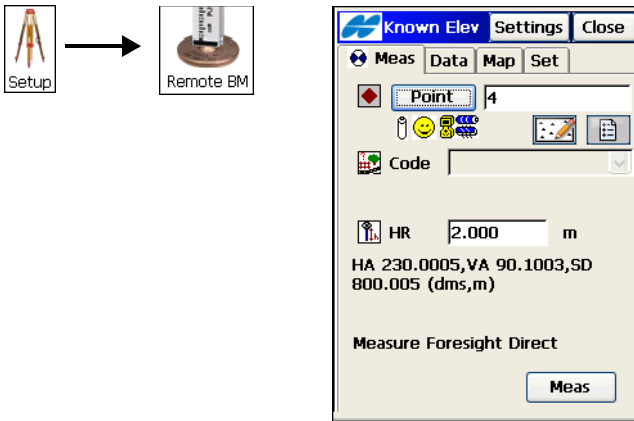 Setup
Remote BM
Known Elev Settings Close
Meas Data Map Set
Point 4
Code
HR 2.000 m
HA 230.0005,VA 90.1003,SD
800.005 (dms,m)
Measure Foresight Direct
Meas